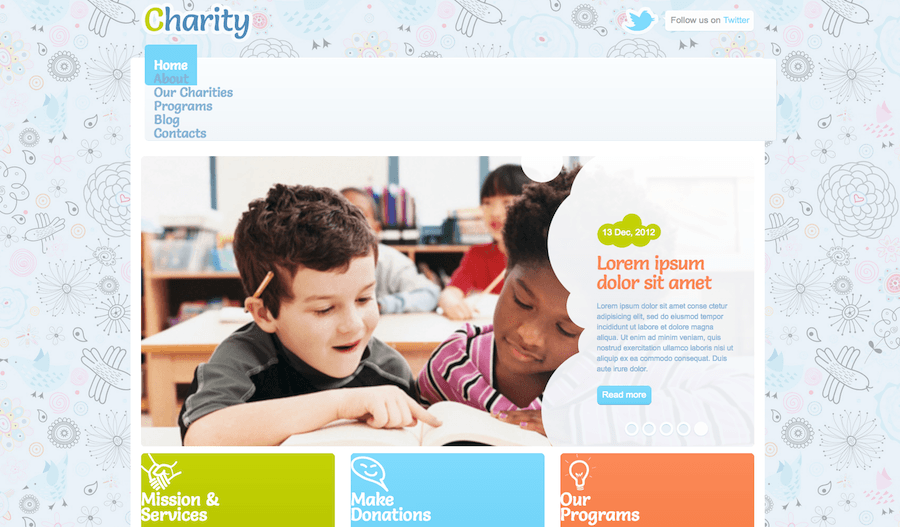 Charity
Follow us on Twitter
Home
About
Our Charities
Programs
Blog
Contacts
13 Dec, 2012
Lorem ipsum
dolor sit amet
Lorem ipsum dolor sit amet conse ctetur
adipisicing elit, sed do eiusmod tempor
incididunt ut labore et dolore magna
aliqua. Ut enim ad minim veniam, quis
nostrud exercitation ullamco laboris nisi ut
aliquip ex ea commodo consequat. Duis
aute irure dolor.
Read more
Mission &
Services
Make
Donations
Our
Programs